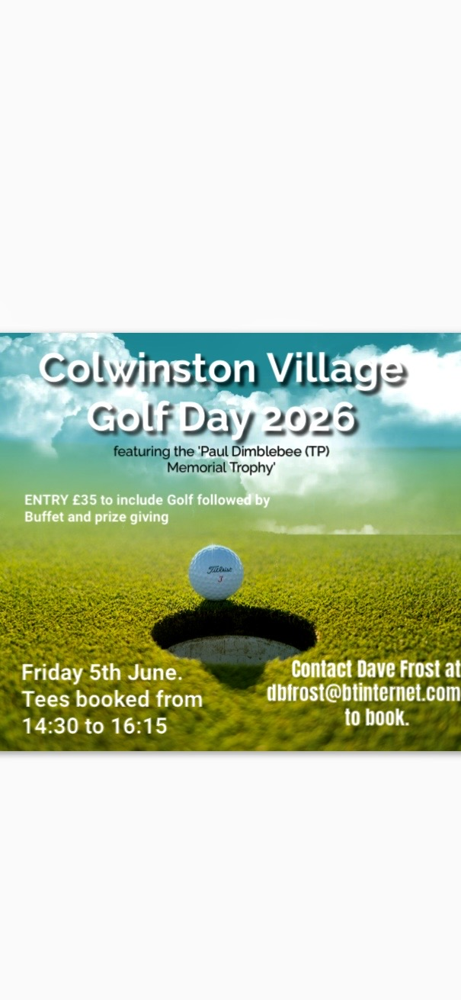 Colwinston Village
Golf Day 2026
featuring the 'Paul Dimblebee (TP)
Memorial Trophy'
ENTRY £35 to include Golf followed by
Buffet and prize giving
Titleist
3
Friday 5th June.
Tees booked from
14:30 to 16:15
Contact Dave Frost at
dbfrost@btinternet.com
to book.